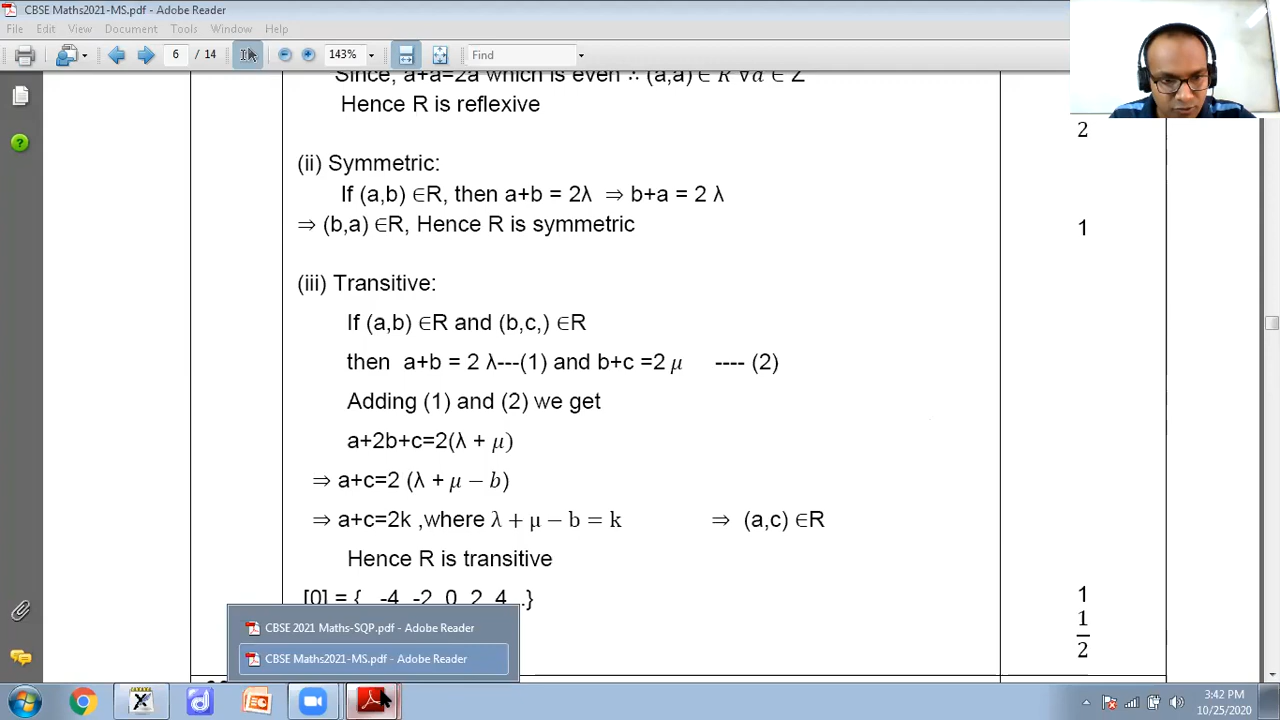 CBSE Maths2021-MS.pdf - Adobe Reader
File Edit View Document Tools Window Help
6 / 14 143% Find
Since, a+a=2a which is even ∴ (a,a) ∈ R ∀a ∈ Z
Hence R is reflexive
2
(ii) Symmetric:
If (a,b) ∈R, then a+b = 2λ ⇒ b+a = 2 λ
⇒ (b,a) ∈R, Hence R is symmetric
1
(iii) Transitive:
If (a,b) ∈R and (b,c,) ∈R
then a+b = 2 λ---(1) and b+c =2 μ ---- (2)
Adding (1) and (2) we get
a+2b+c=2(λ + μ)
⇒ a+c=2 (λ + μ − b)
⇒ a+c=2k ,where λ + μ − b = k ⇒ (a,c) ∈R
Hence R is transitive
[0] = { -4 -2 0 2 4 .}
1
1
2
CBSE 2021 Maths-SQP.pdf - Adobe Reader
CBSE Maths2021-MS.pdf - Adobe Reader
3:42 PM
10/25/2020